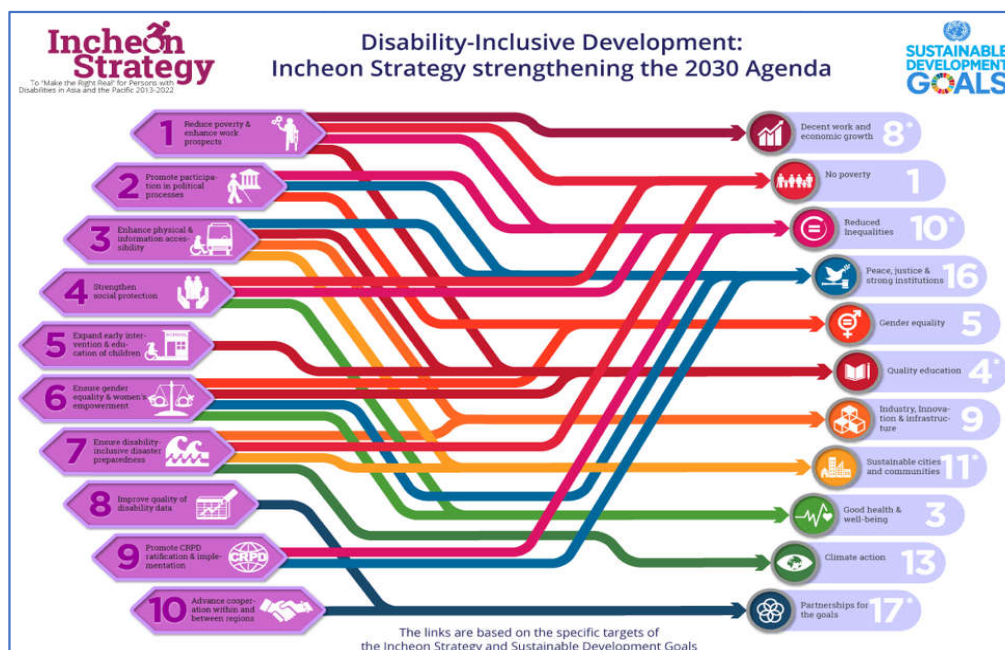 Incheon
Strategy
To "Make the Right Real" for Persons with
Disabilities in Asia and the Pacific 2013-2022
Disability-Inclusive Development:
Incheon Strategy strengthening the 2030 Agenda
SUSTAINABLE
DEVELOPMENT
GOALS
1
Reduce poverty &
enhance work
prospects
2
Promote participa-
tion in political
processes
3
Enhance physical &
information acces-
sibility
4
Strengthen
social protection
5
Expand early inter-
vention & edu-
cation of children
6
Ensure gender
equality & women's
empowerment
7
Ensure disability-
inclusive disaster
preparedness
8
Improve quality of
disability data
9
Promote CRPD
ratification & imple-
mentation
CRPD
10
Advance cooper-
ation within and
between regions
Decent work and
economic growth
8*
No poverty
1
Reduced
Inequalities
10*
Peace, justice &
strong institutions
16
Gender equality
5
Quality education
4*
Industry, Innova-
tion & infrastruc-
ture
9
Sustainable cities
and communities
11*
Good health &
well-being
3
Climate action
13
Partnerships for
the goals
17*
The links are based on the specific targets of
the Incheon Strategy and Sustainable Development Goals